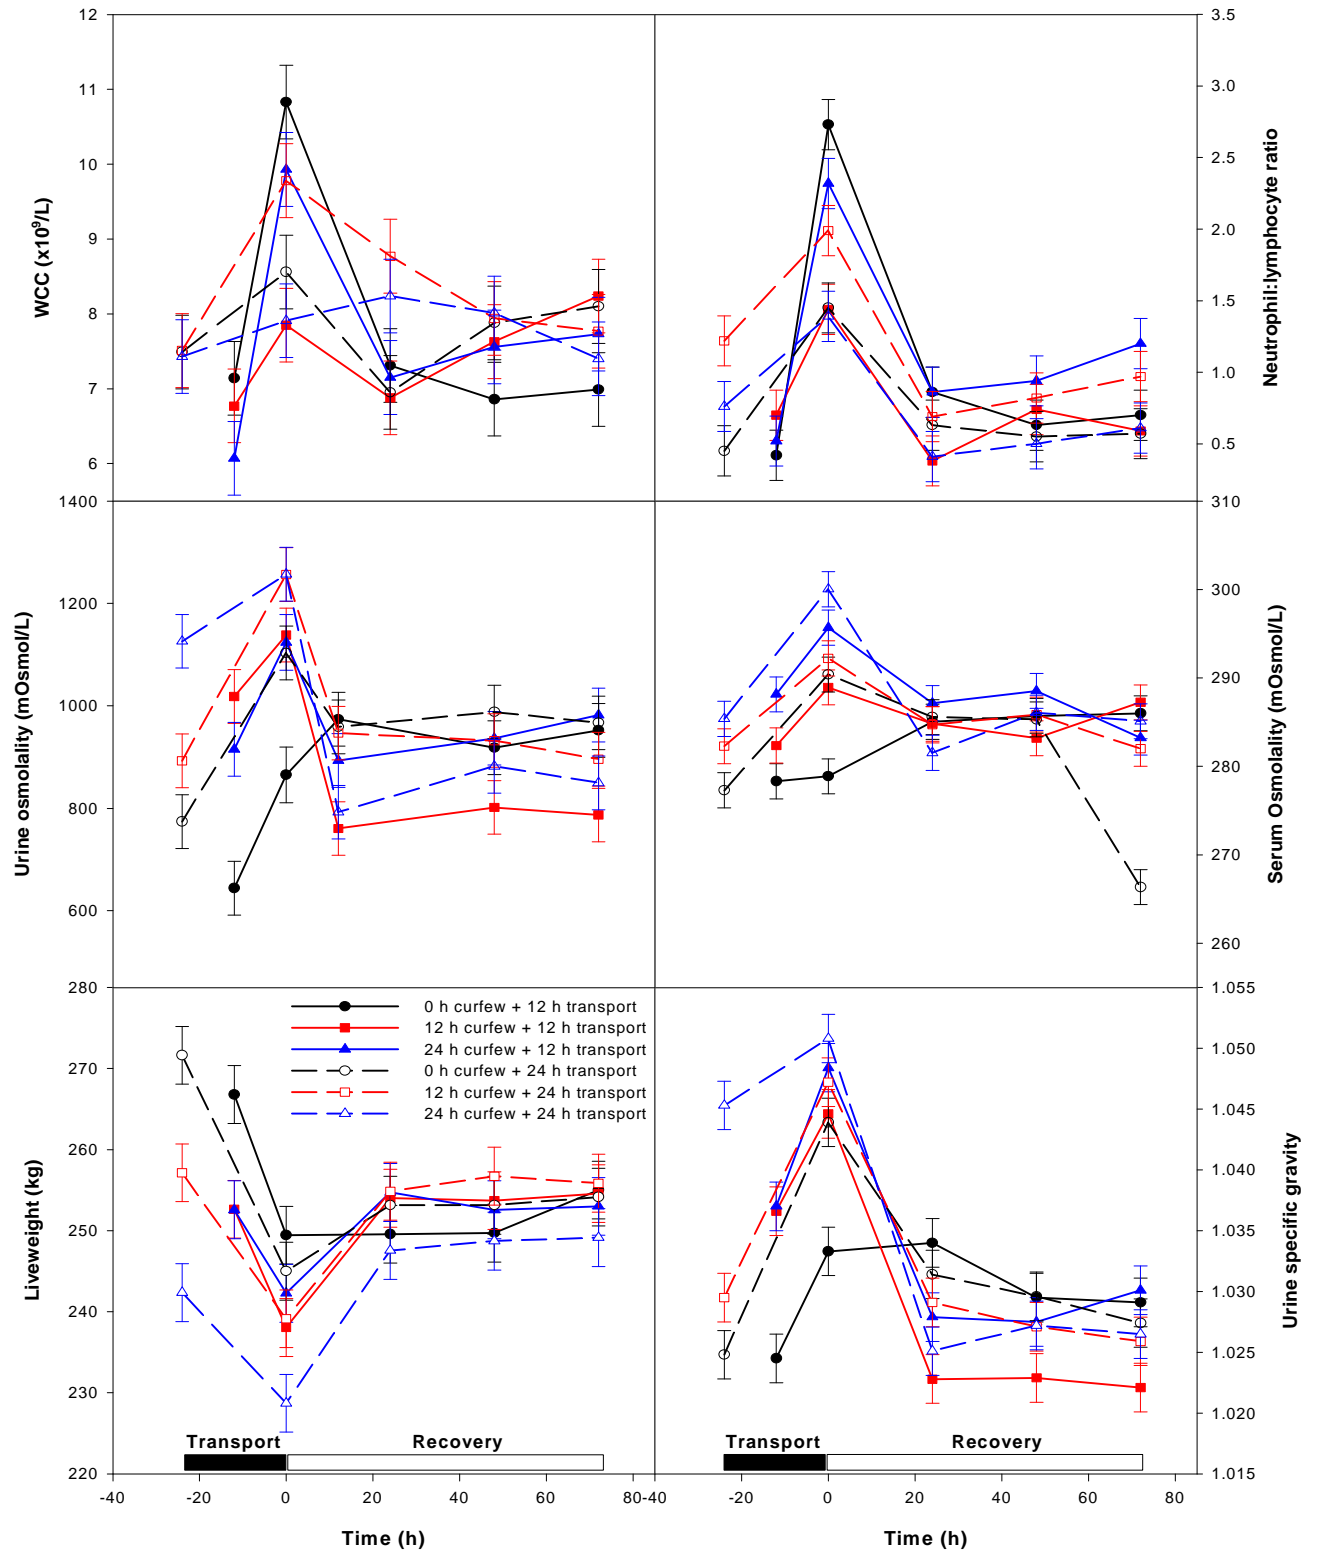 12
11
10
9
8
7
6
WCC (x10⁹/L)
3.5
3.0
2.5
2.0
1.5
1.0
0.5
Neutrophil:lymphocyte ratio
1400
1200
1000
800
600
Urine osmolality (mOsmol/L)
310
300
290
280
270
260
Serum Osmolality (mOsmol/L)
280
270
260
250
240
230
220
Liveweight (kg)
0 h curfew + 12 h transport
12 h curfew + 12 h transport
24 h curfew + 12 h transport
0 h curfew + 24 h transport
12 h curfew + 24 h transport
24 h curfew + 24 h transport
Transport Recovery
-40 -20 0 20 40 60 80
Time (h)
1.055
1.050
1.045
1.040
1.035
1.030
1.025
1.020
1.015
Urine specific gravity
Transport Recovery
-40 -20 0 20 40 60 80
Time (h)